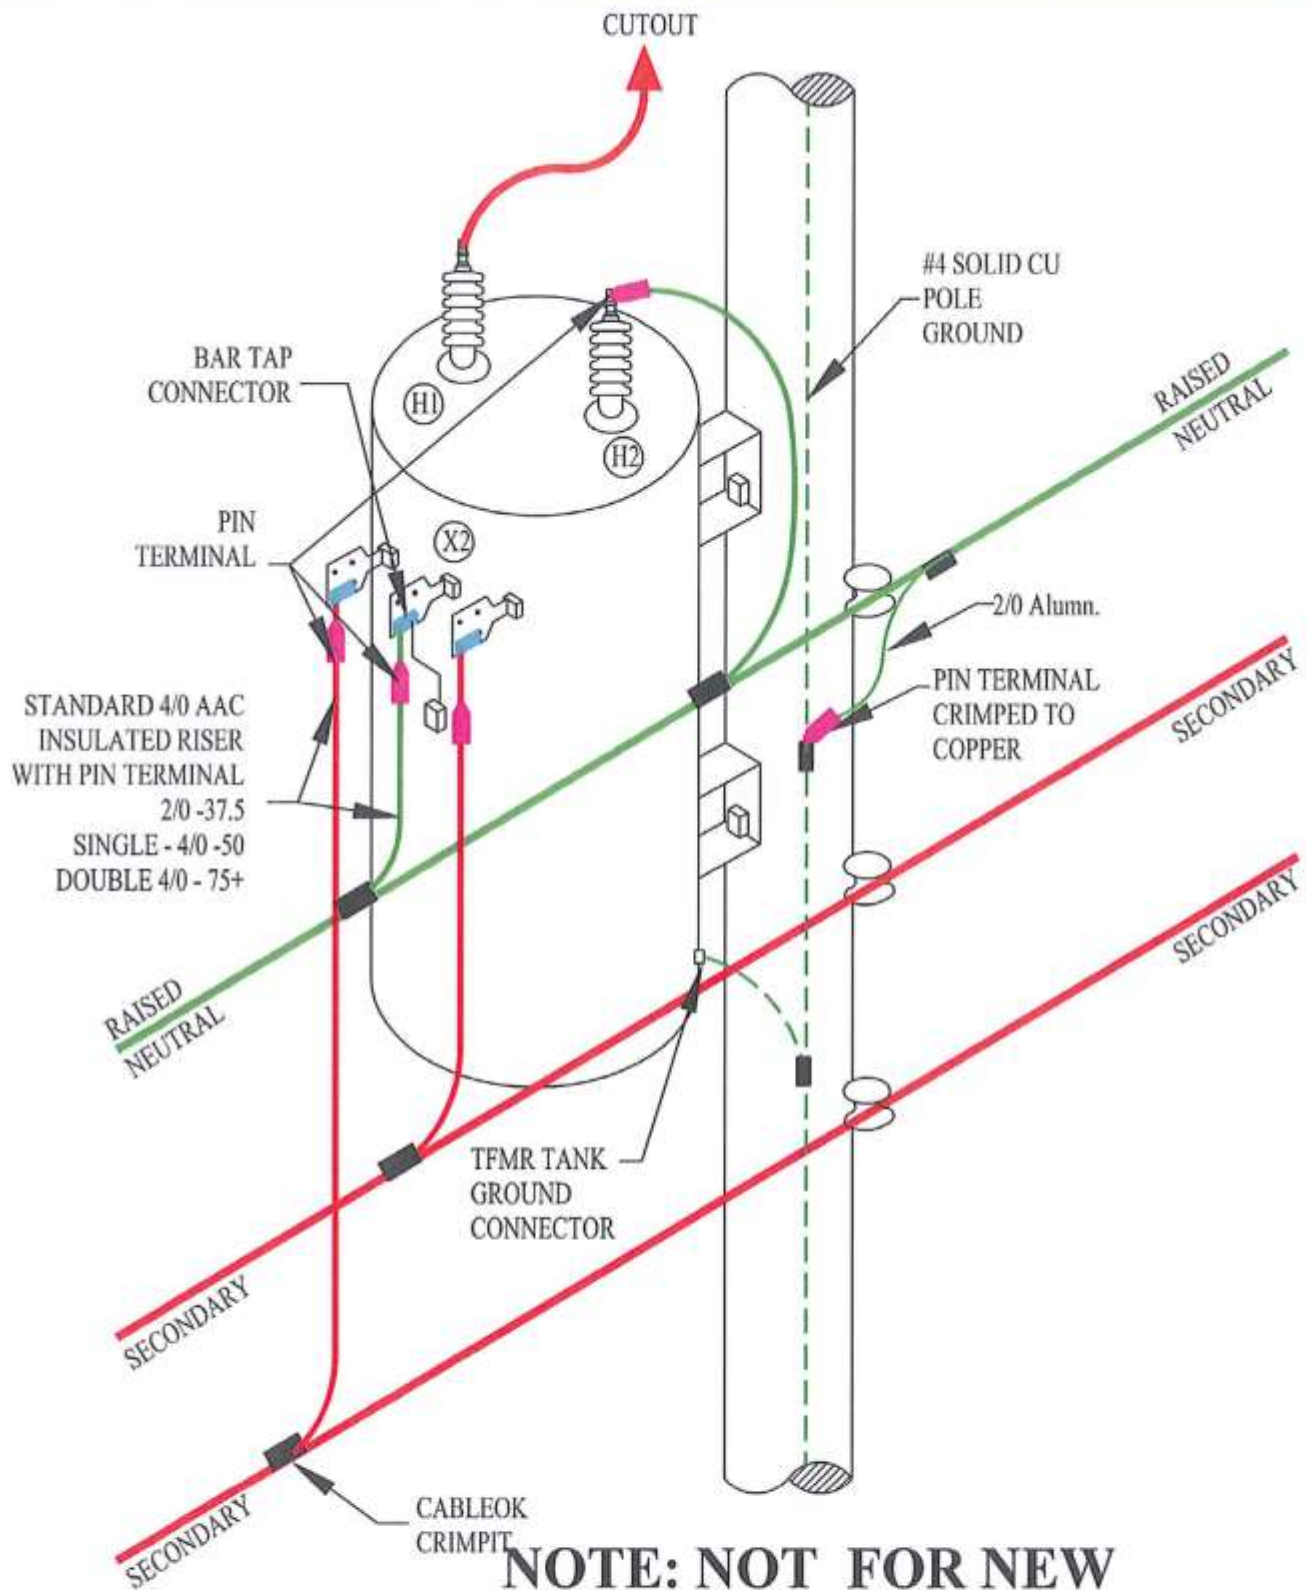 CUTOUT
#4 SOLID CU
POLE
GROUND
BAR TAP
CONNECTOR
H1
H2
RAISED
NEUTRAL
PIN
TERMINAL
X2
2/0 Alumn.
STANDARD 4/0 AAC
INSULATED RISER
WITH PIN TERMINAL
2/0 -37.5
SINGLE - 4/0 -50
DOUBLE 4/0 - 75+
PIN TERMINAL
CRIMPED TO
COPPER
SECONDARY
SECONDARY
RAISED
NEUTRAL
TFMR TANK
GROUND
CONNECTOR
SECONDARY
SECONDARY
CABLEOK
CRIMPIT
NOTE: NOT FOR NEW